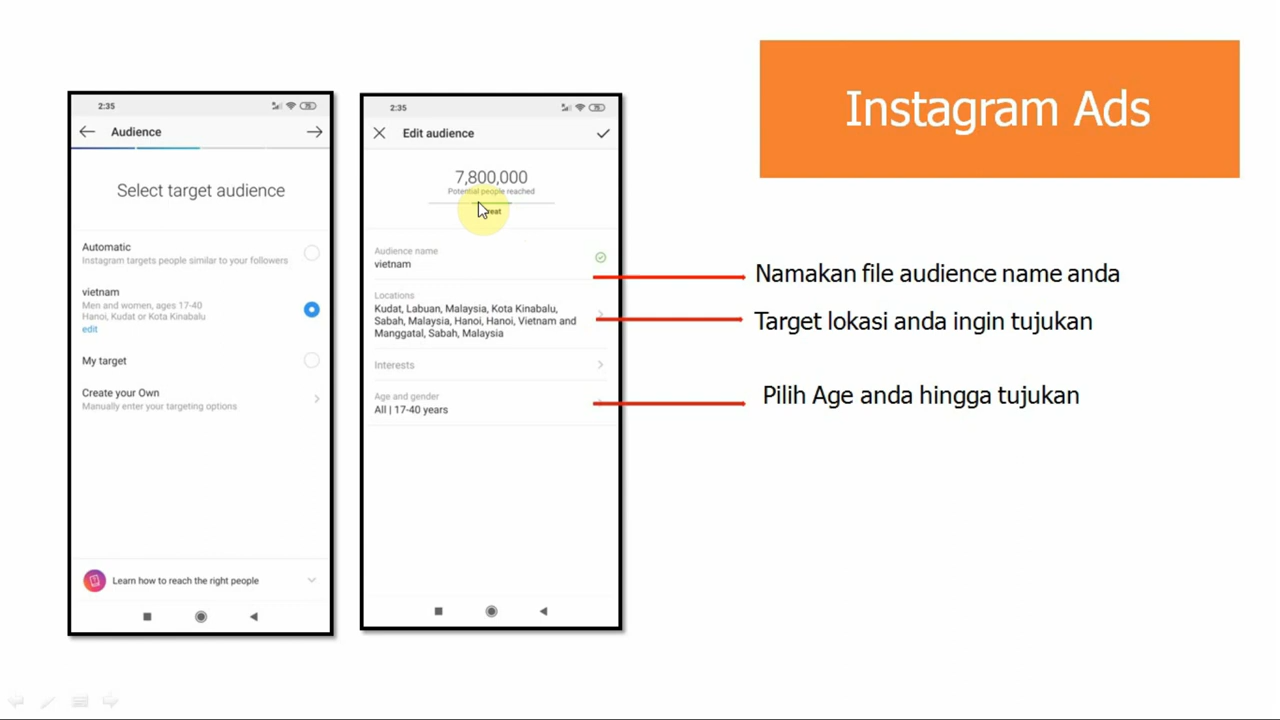 Instagram Ads
2:35
Audience
Select target audience
Automatic
Instagram targets people similar to your followers
vietnam
Men and women, ages 17-40
Hanoi, Kudat or Kota Kinabalu
edit
My target
Create your Own
Manually enter your targeting options
Learn how to reach the right people
2:35
Edit audience
7,800,000
Potential people reached
Audience name
vietnam
Locations
Kudat, Labuan, Malaysia, Kota Kinabalu,
Sabah, Malaysia, Hanoi, Hanoi, Vietnam and
Manggatal, Sabah, Malaysia
Interests
Age and gender
All | 17-40 years
Namakan file audience name anda
Target lokasi anda ingin tujukan
Pilih Age anda hingga tujukan